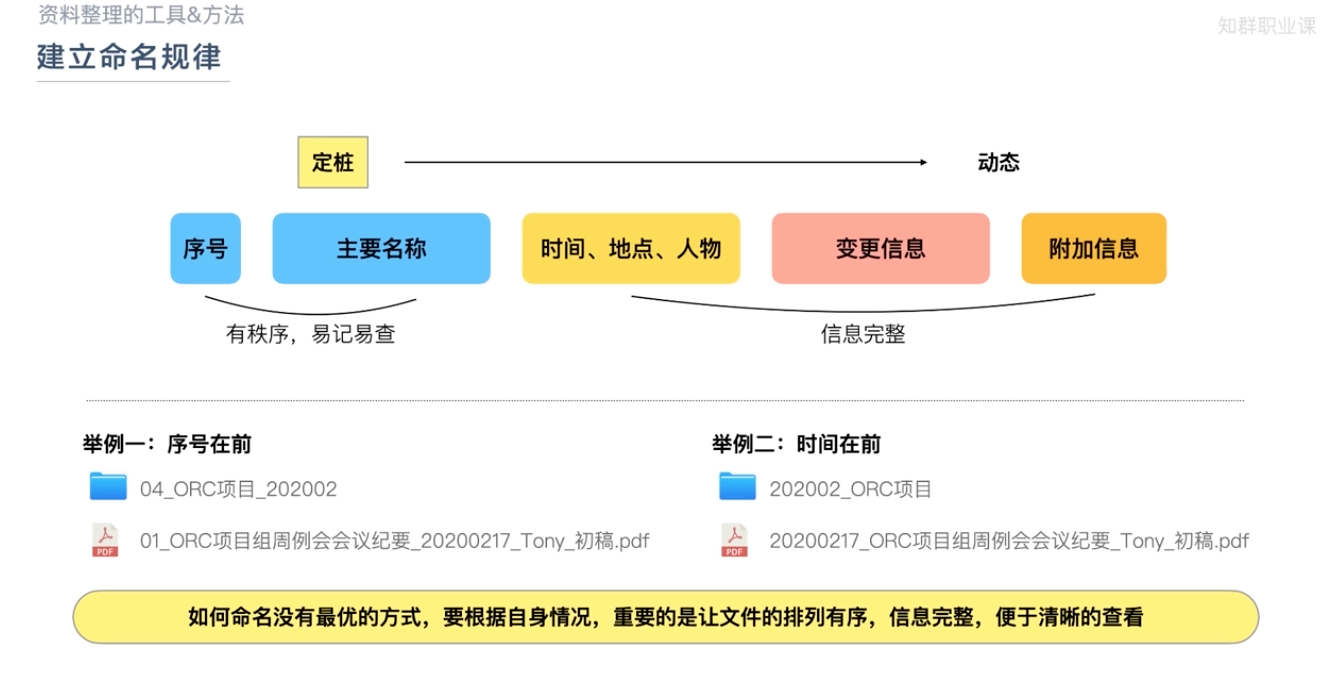 资料整理的工具&方法
知群职业课
建立命名规律
定桩
动态
序号
主要名称
时间、地点、人物
变更信息
附加信息
有秩序，易记易查
信息完整
举例一：序号在前
04_ORC项目_202002
PDF
01_ORC项目组周例会会议纪要_20200217_Tony_初稿.pdf
举例二：时间在前
202002_ORC项目
PDF
20200217_ORC项目组周例会会议纪要_Tony_初稿.pdf
如何命名没有最优的方式，要根据自身情况，重要的是让文件的排列有序，信息完整，便于清晰的查看